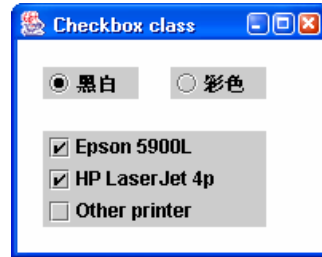 Checkbox class
黑白 彩色
Epson 5900L
HP LaserJet 4p
Other printer